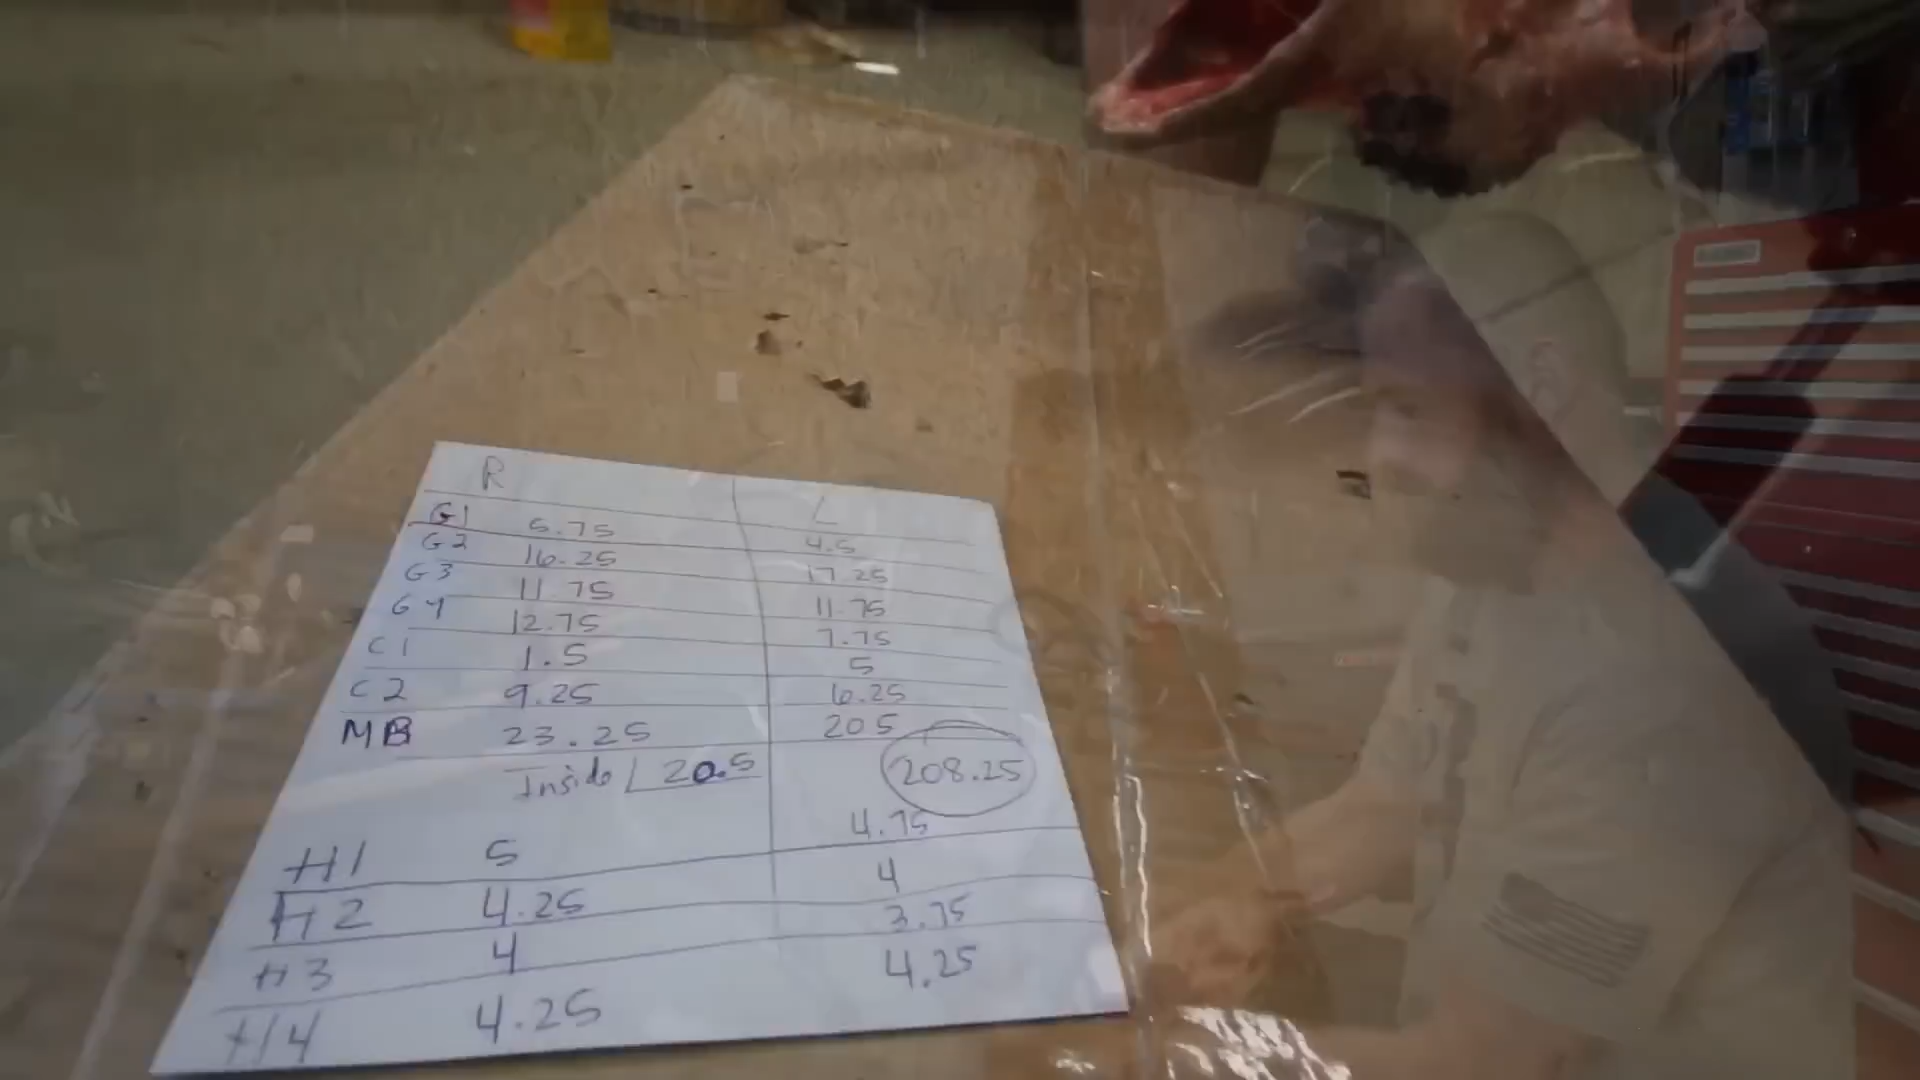 R L
G1 5.75 4.5
G2 16.25 17.25
G3 11.75 11.75
G4 12.75 7.75
C1 1.5 5
C2 9.25 6.25
MB 23.25 20.5
Inside 20.5 208.25
H1 5 4.75
H2 4.25 4
H3 4 3.75
H4 4.25 4.25